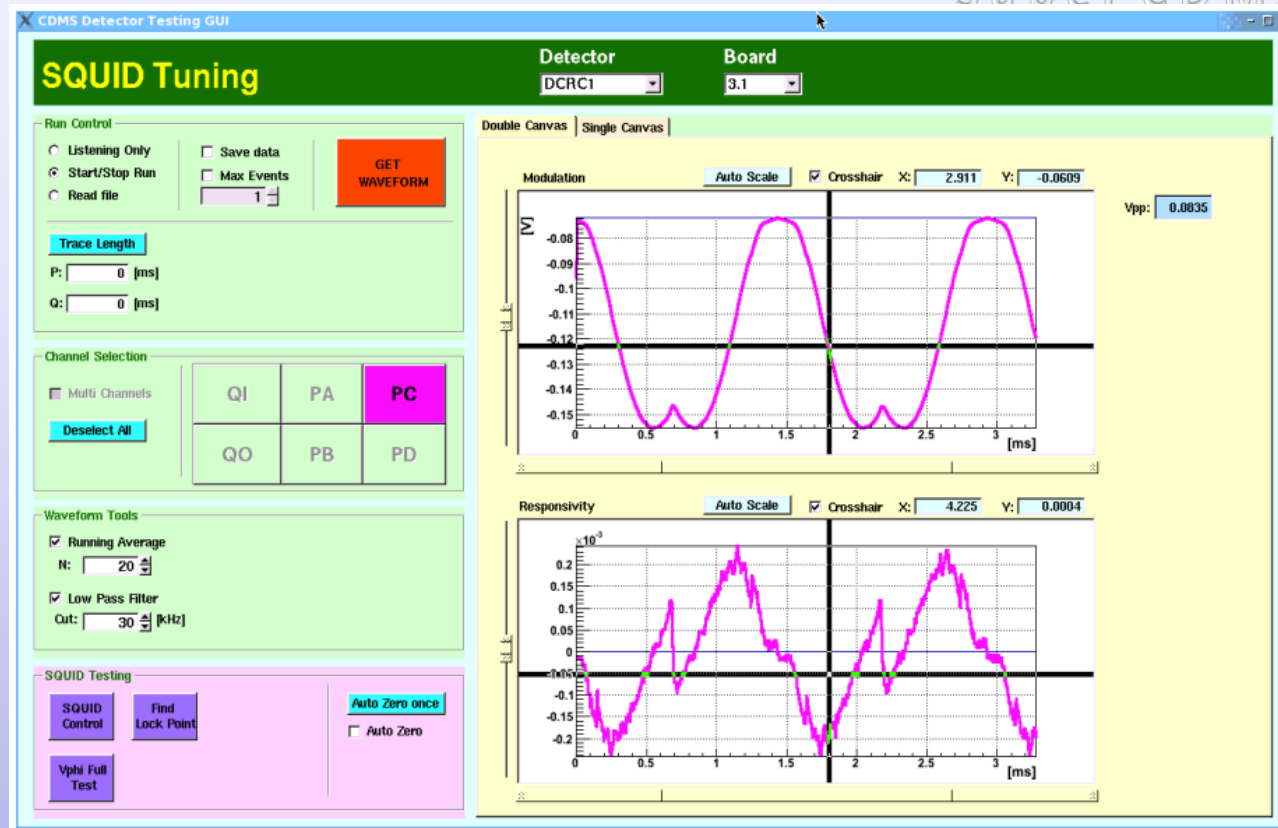 CDMS Detector Testing GUI
SQUID Tuning
Detector
DCRC1
Board
3.1
Run Control
Listening Only
Start/Stop Run
Read file
Save data
Max Events
1
GET
WAVEFORM
Trace Length
P: 0 [ms]
Q: 0 [ms]
Channel Selection
Multi Channels
Deselect All
QI PA PC
QO PB PD
Waveform Tools
Running Average
N: 20
Low Pass Filter
Cut: 30 [kHz]
SQUID Testing
SQUID
Control
Find
Lock Point
Vphi Full
Test
Auto Zero once
Auto Zero
Double Canvas Single Canvas
Modulation Auto Scale Crosshair X: 2.911 Y: -0.0609
Vpp: 0.0835
[V]
-0.08
-0.09
-0.1
-0.11
-0.12
-0.13
-0.14
-0.15
0 0.5 1 1.5 2 2.5 3
[ms]
Responsivity Auto Scale Crosshair X: 4.225 Y: 0.0004
×10⁻³
0.2
0.15
0.1
0.05
0
-0.05
-0.1
-0.15
-0.2
0 0.5 1 1.5 2 2.5 3
[ms]